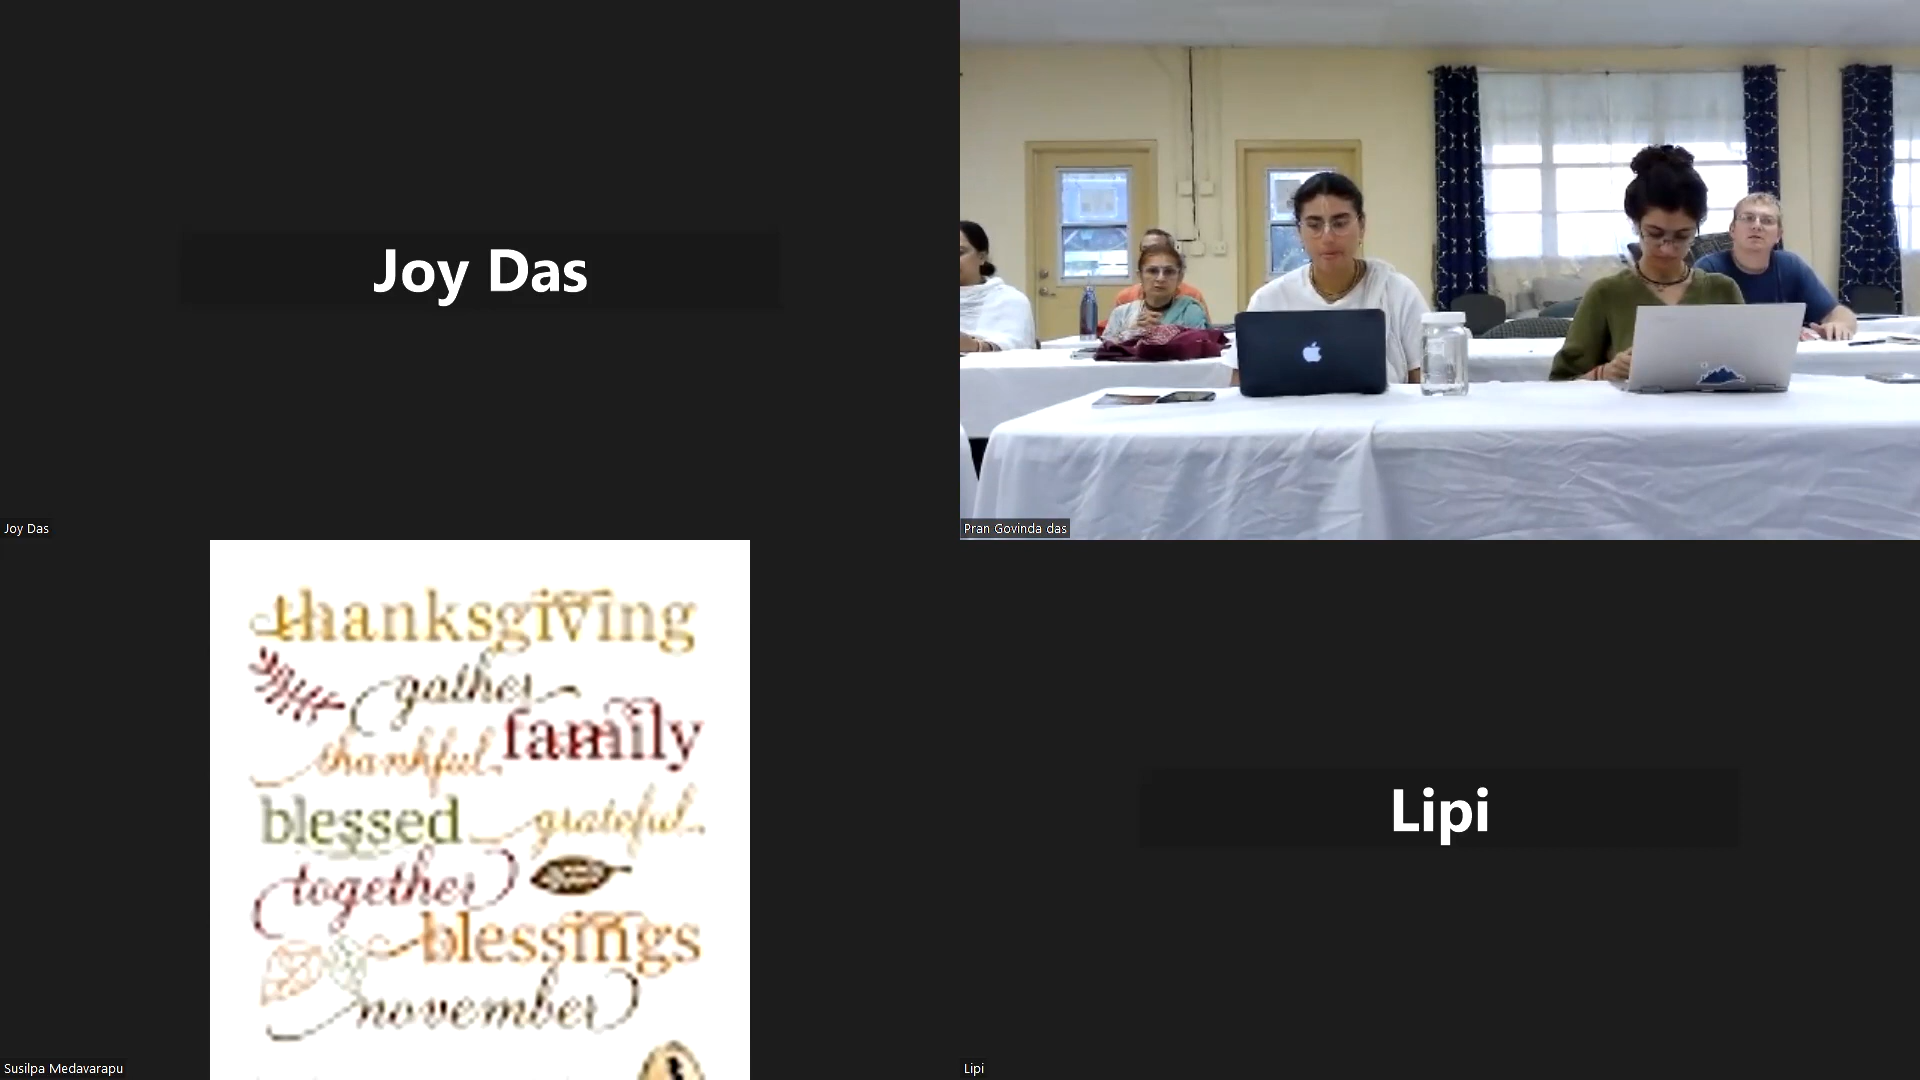 Joy Das
Joy Das
Pran Govinda das
thanksgiving
gather
family
thankful
blessed
grateful
together
blessings
november
Susilpa Medavarapu
Lipi
Lipi